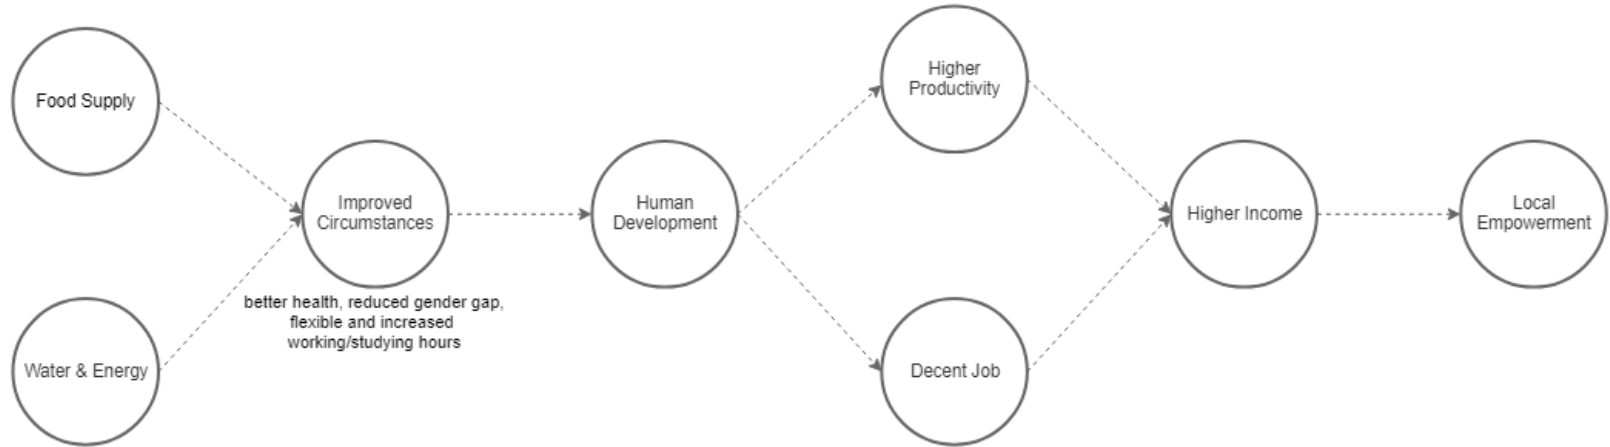 Food Supply
Water & Energy
Improved
Circumstances
better health, reduced gender gap,
flexible and increased
working/studying hours
Human
Development
Higher
Productivity
Decent Job
Higher Income
Local
Empowerment